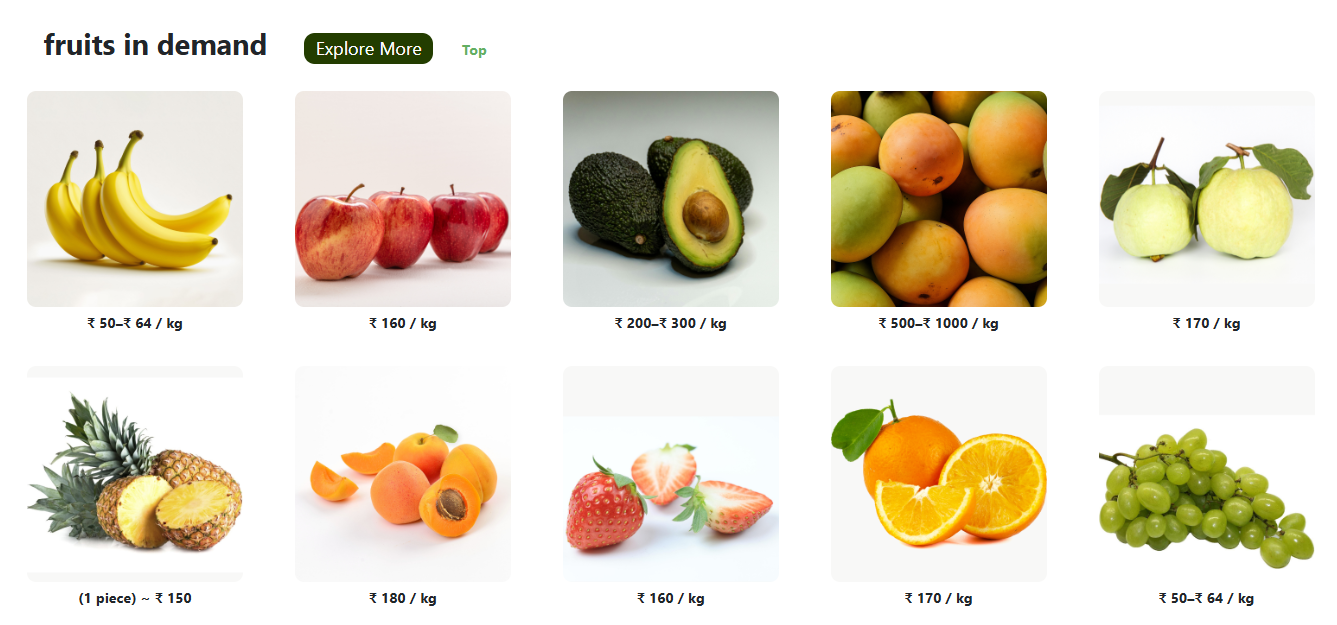 fruits in demand
Explore More
Top
₹ 50–₹ 64 / kg
₹ 160 / kg
₹ 200–₹ 300 / kg
₹ 500–₹ 1000 / kg
₹ 170 / kg
(1 piece) ~ ₹ 150
₹ 180 / kg
₹ 160 / kg
₹ 170 / kg
₹ 50–₹ 64 / kg